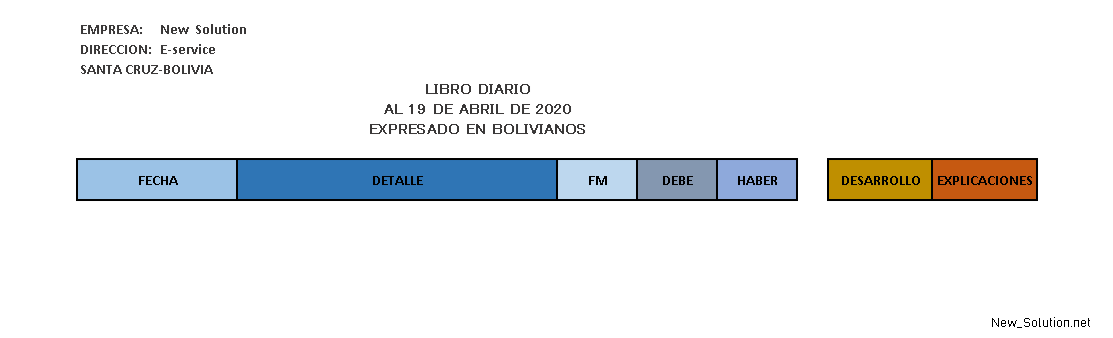 EMPRESA: New Solution
DIRECCION: E-service
SANTA CRUZ-BOLIVIA
LIBRO DIARIO
AL 19 DE ABRIL DE 2020
EXPRESADO EN BOLIVIANOS
FECHA DETALLE FM DEBE HABER DESARROLLO EXPLICACIONES
New_Solution.net